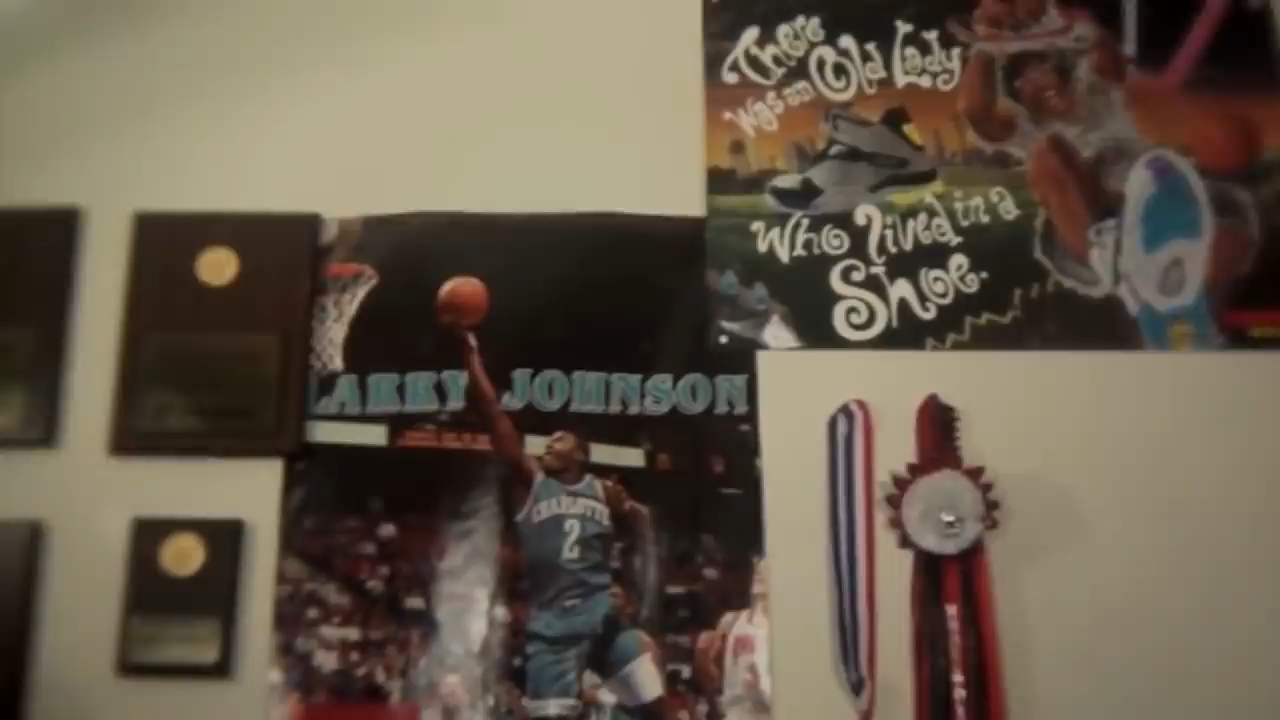 There
Was an Old Lady
Who lived in a
Shoe.
LARRY JOHNSON
CHARLOTTE
2